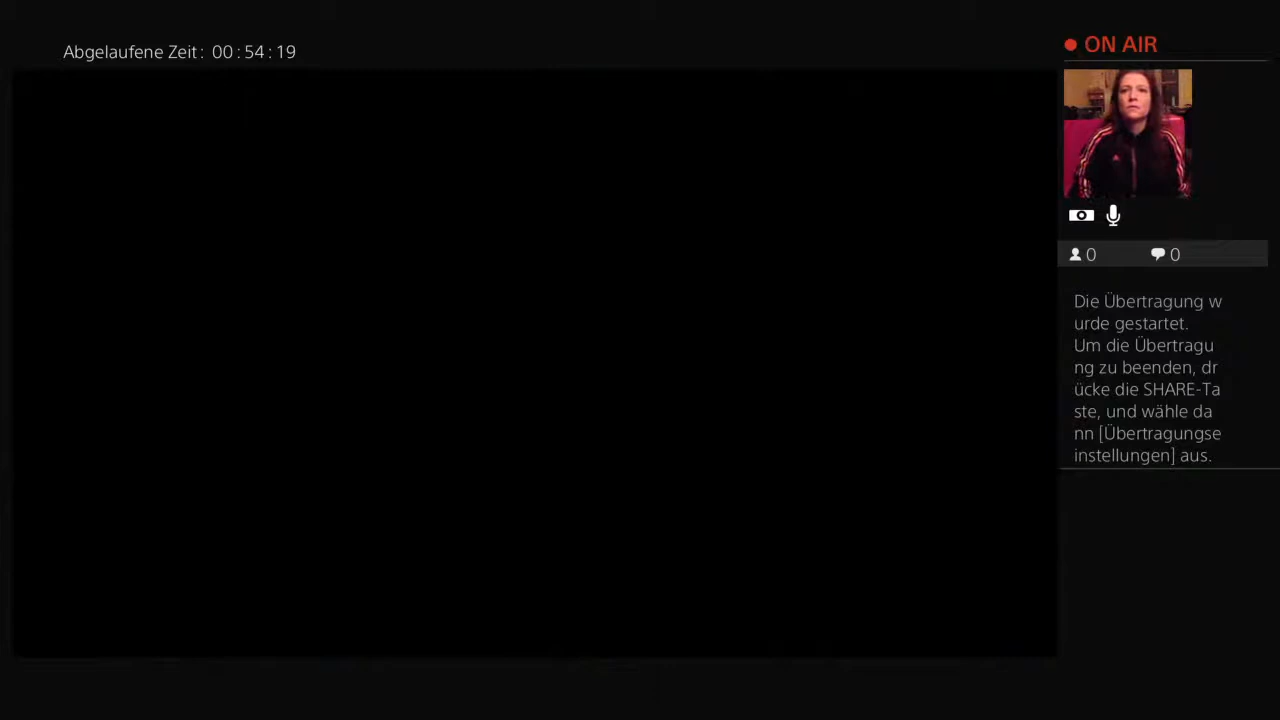 Abgelaufene Zeit: 00:54:19
ON AIR
0 0
Die Übertragung w
urde gestartet.
Um die Übertragu
ng zu beenden, dr
ücke die SHARE-Ta
ste, und wähle da
nn [Übertragungse
instellungen] aus.